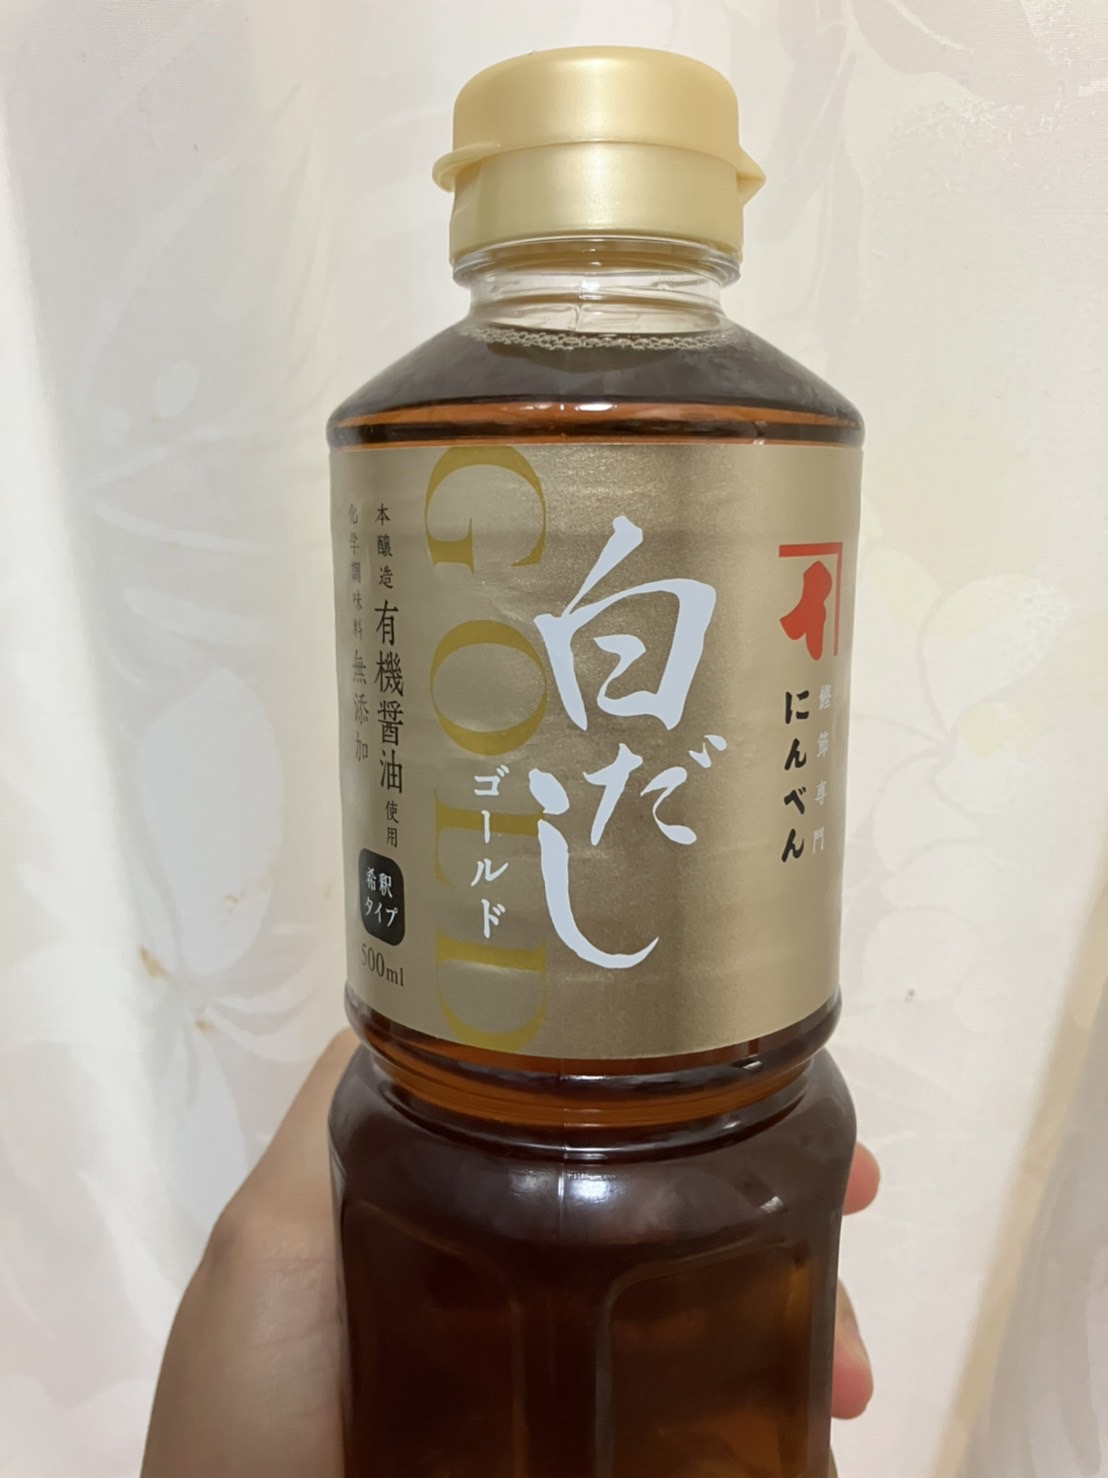 イ
鰹節専門
にんべん
白だし
ゴールド
GOLD
本醸造有機醤油使用
化学調味料無添加
希釈
タイプ
500ml